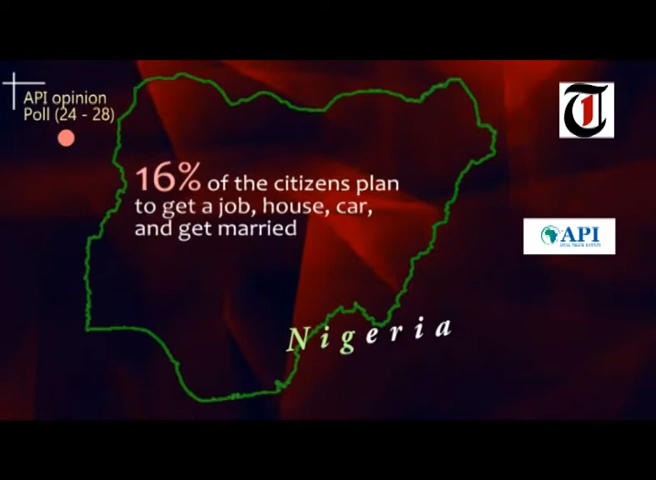 API opinion
Poll (24 - 28)
16% of the citizens plan
to get a job, house, car,
and get married
Nigeria
T
API